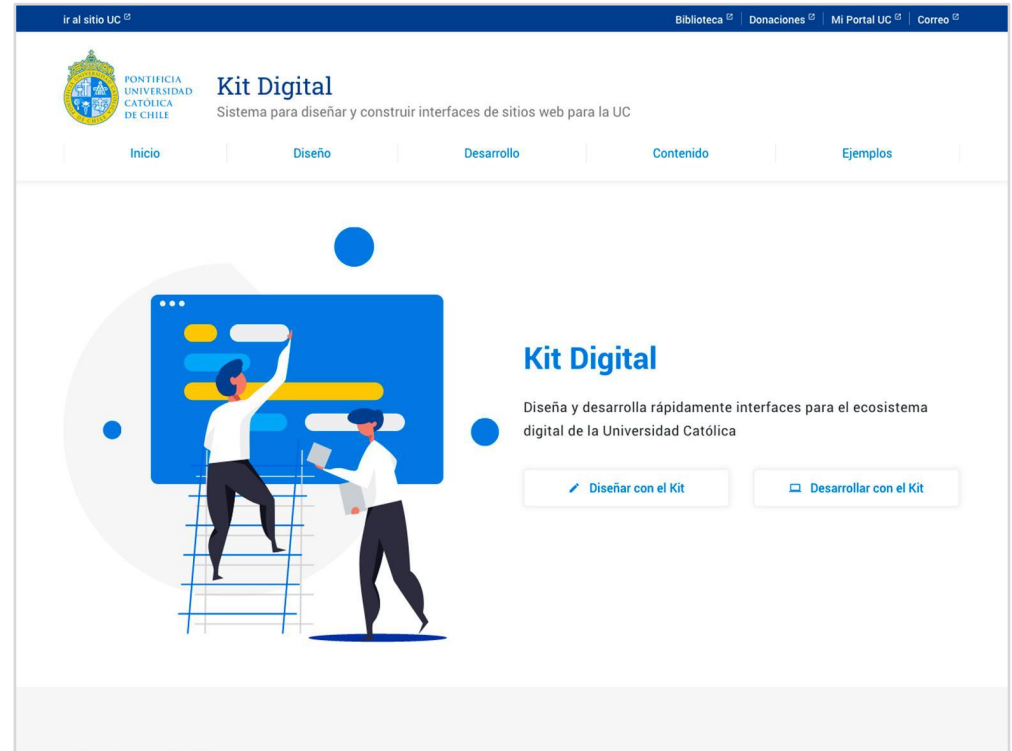 ir al sitio UC
Biblioteca
Donaciones
Mi Portal UC
Correo
PONTIFICIA
UNIVERSIDAD
CATÓLICA
DE CHILE
Kit Digital
Sistema para diseñar y construir interfaces de sitios web para la UC
Inicio
Diseño
Desarrollo
Contenido
Ejemplos
Kit Digital
Diseña y desarrolla rápidamente interfaces para el ecosistema
digital de la Universidad Católica
Diseñar con el Kit
Desarrollar con el Kit